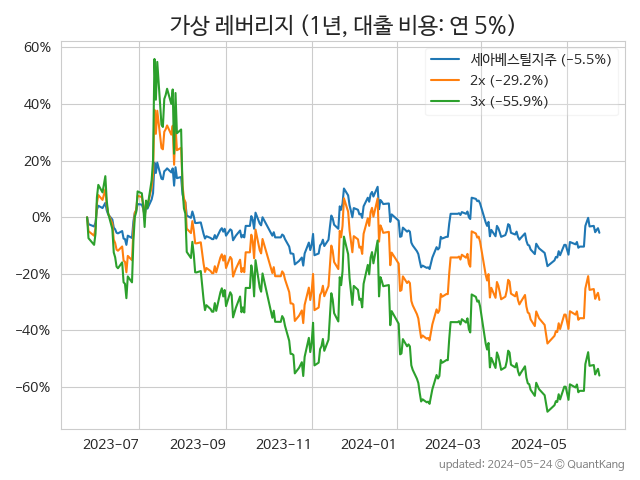 가상 레버리지 (1년, 대출 비용: 연 5%)
세아베스틸지주 (−5.5%)
2x (−29.2%)
3x (−55.9%)
60%
40%
20%
0%
−20%
−40%
−60%
2023-07 2023-09 2023-11 2024-01 2024-03 2024-05
updated: 2024-05-24 © QuantKang